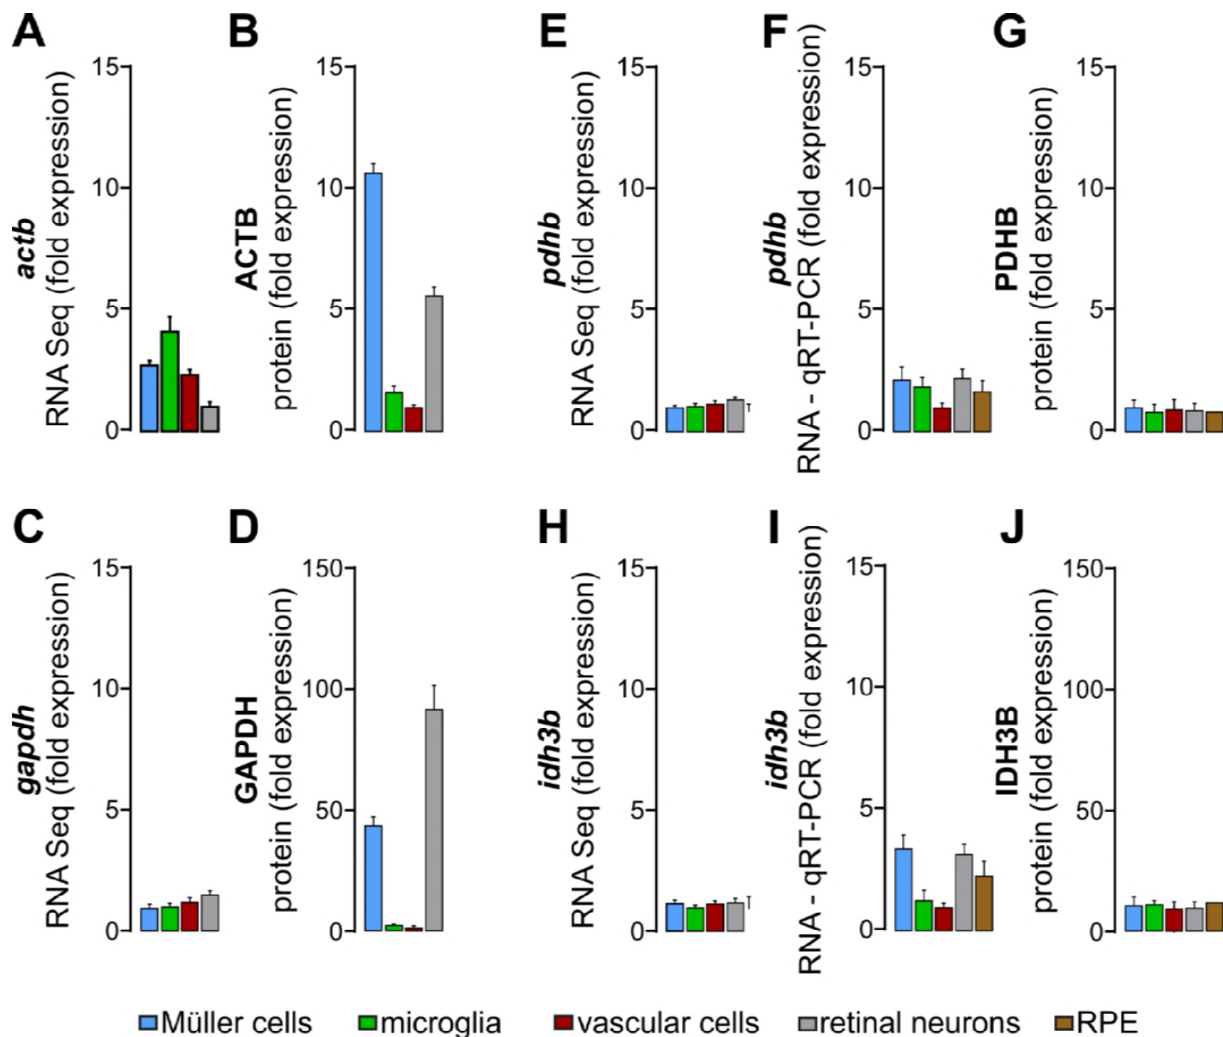 A
actb
RNA Seq (fold expression)
15
10
5
0
B
ACTB
protein (fold expression)
15
10
5
0
E
pdhb
RNA Seq (fold expression)
15
10
5
0
F
pdhb
RNA - qRT-PCR (fold expression)
15
10
5
0
G
PDHB
protein (fold expression)
15
10
5
0
C
gapdh
RNA Seq (fold expression)
15
10
5
0
D
GAPDH
protein (fold expression)
150
100
50
0
H
idh3b
RNA Seq (fold expression)
15
10
5
0
I
idh3b
RNA - qRT-PCR (fold expression)
15
10
5
0
J
IDH3B
protein (fold expression)
150
100
50
0
Müller cells microglia vascular cells retinal neurons RPE